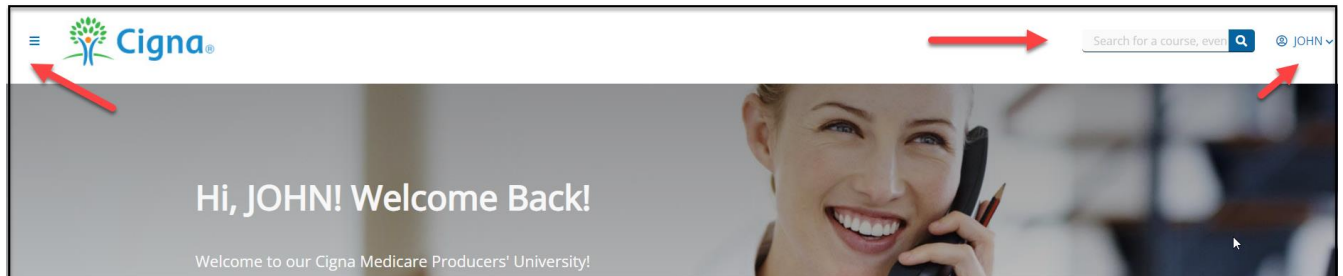 Cigna®
Search for a course, even
JOHN
Hi, JOHN! Welcome Back!
Welcome to our Cigna Medicare Producers' University!